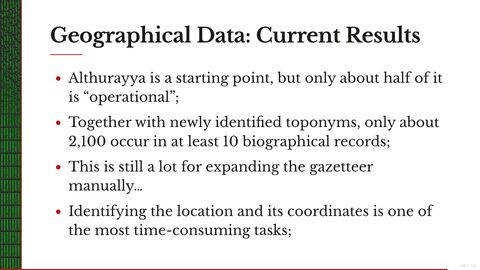 Geographical Data: Current Results
• Althurayya is a starting point, but only about half of it
is “operational”;
• Together with newly identified toponyms, only about
2,100 occur in at least 10 biographical records;
• This is still a lot for expanding the gazetteer
manually…
• Identifying the location and its coordinates is one of
the most time-consuming tasks;